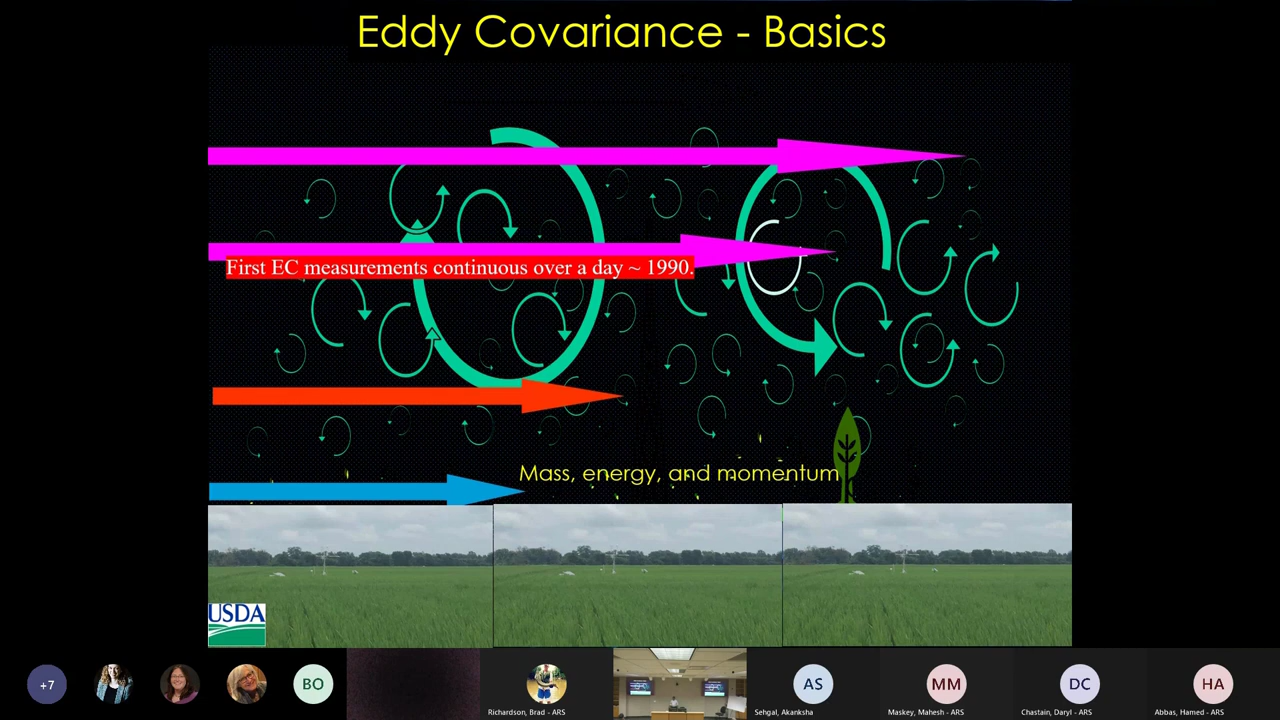 Eddy Covariance - Basics
First EC measurements continuous over a day ~ 1990.
Mass, energy, and momentum
USDA
+7
BO
Richardson, Brad - ARS
AS
Sehgal, Akanksha
MM
Maskey, Mahesh - ARS
DC
Chastain, Daryl - ARS
HA
Abbas, Hamed - ARS